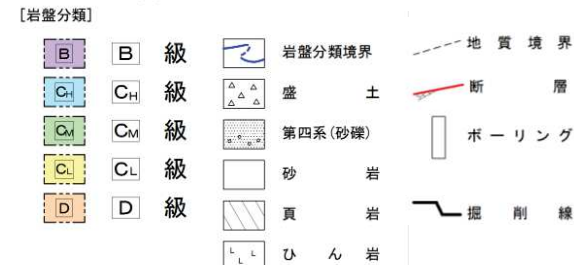 [岩盤分類]
B B 級 岩盤分類境界 地質境界
CH CH 級 盛土 断層
CM CM 級 第四系(砂礫) ボーリング
CL CL 級 砂岩
D D 級 頁岩 掘削線
ひん岩